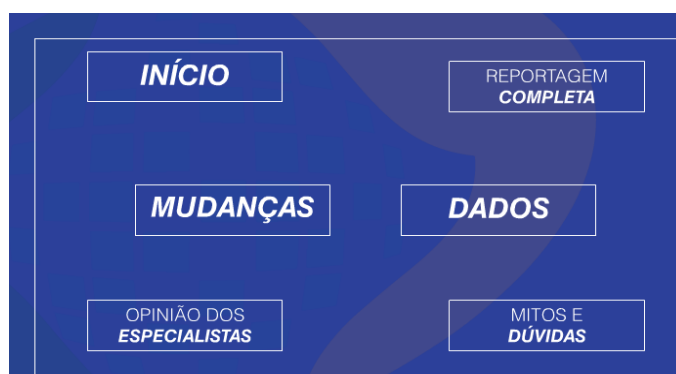 INÍCIO
REPORTAGEM
COMPLETA
MUDANÇAS
DADOS
OPINIÃO DOS
ESPECIALISTAS
MITOS E
DÚVIDAS